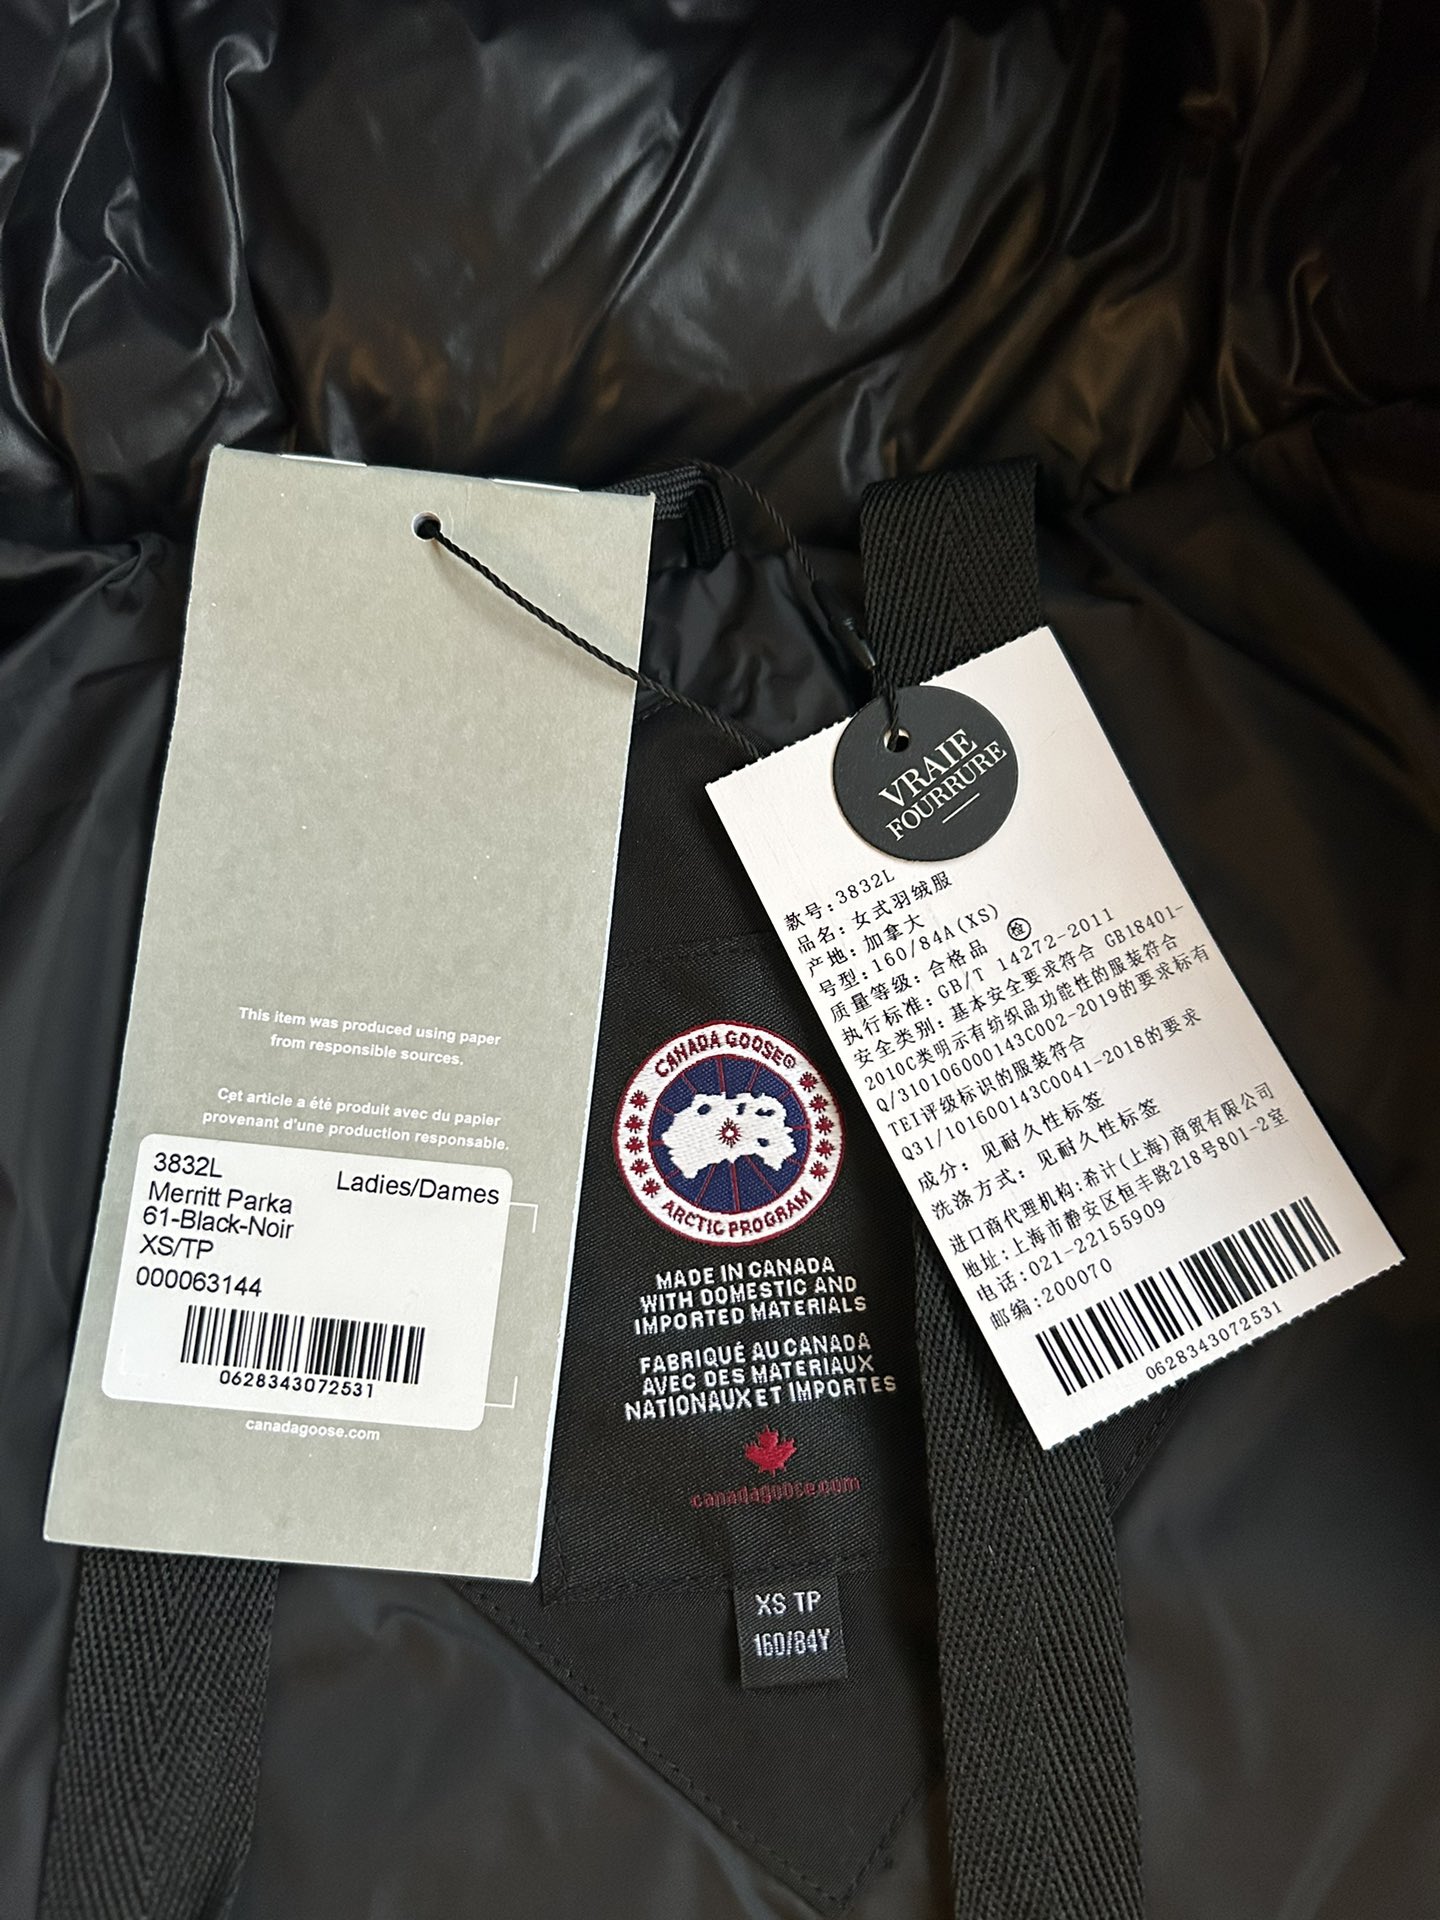 This item was produced using paper
from responsible sources.
Cet article a été produit avec du papier
provenant d'une production responsable.
3832L
Ladies/Dames
Merritt Parka
61-Black-Noir
XS/TP
000063144
0628343072531
canadagoose.com
VRAIE
FOURRURE
款号:3832L
品名: 女式羽绒服
产地: 加拿大
号型:160/84A(XS)
质量等级: 合格品 检
执行标准: GB/T 14272-2011
安全类别: 基本安全要求符合 GB18401-
2010C类明示有纺织品功能性的服装符合
Q/310106000143C002-2019的要求标有
TEI评级标识的服装符合
Q31/101600143C0041-2018的要求
成分: 见耐久性标签
洗涤方式: 见耐久性标签
进口商代理机构:希计(上海)商贸有限公司
地址:上海市静安区恒丰路218号801-2室
电话:021-22155909
邮编:200070
0628343072531
CANADA GOOSE®
ARCTIC PROGRAM
MADE IN CANADA
WITH DOMESTIC AND
IMPORTED MATERIALS
FABRIQUÉ AU CANADA
AVEC DES MATERIAUX
NATIONAUX ET IMPORTES
canadagoose.com
XS TP
160/84Y